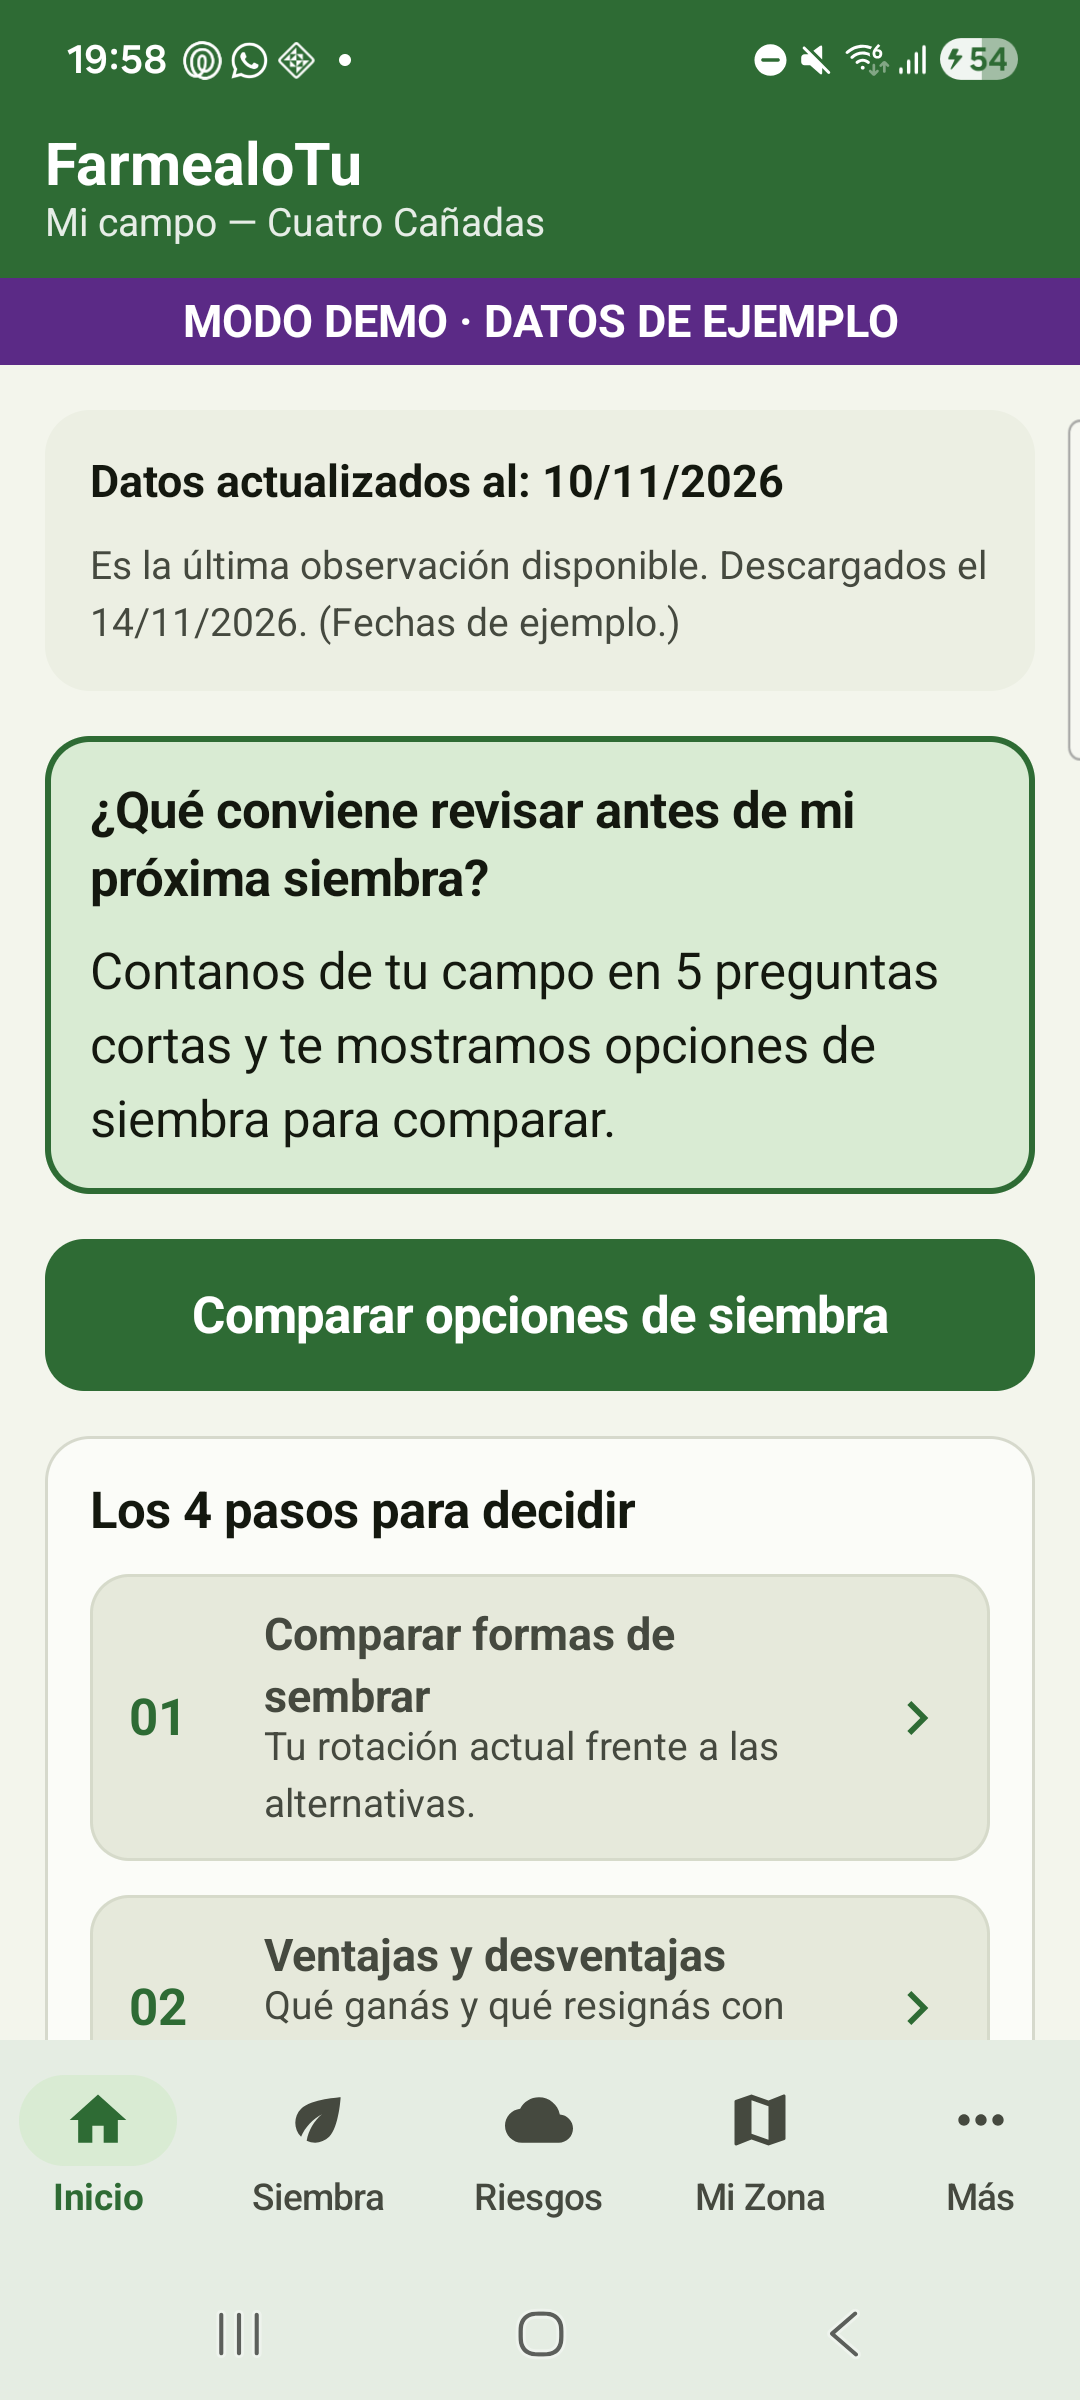 19:58
6
54
FarmealoTu
Mi campo — Cuatro Cañadas
MODO DEMO · DATOS DE EJEMPLO
Datos actualizados al: 10/11/2026
Es la última observación disponible. Descargados el
14/11/2026. (Fechas de ejemplo.)
¿Qué conviene revisar antes de mi
próxima siembra?
Contanos de tu campo en 5 preguntas
cortas y te mostramos opciones de
siembra para comparar.
Comparar opciones de siembra
Los 4 pasos para decidir
01
Comparar formas de
sembrar
Tu rotación actual frente a las
alternativas.
02
Ventajas y desventajas
Qué ganás y qué resignás con
Inicio
Siembra
Riesgos
Mi Zona
Más